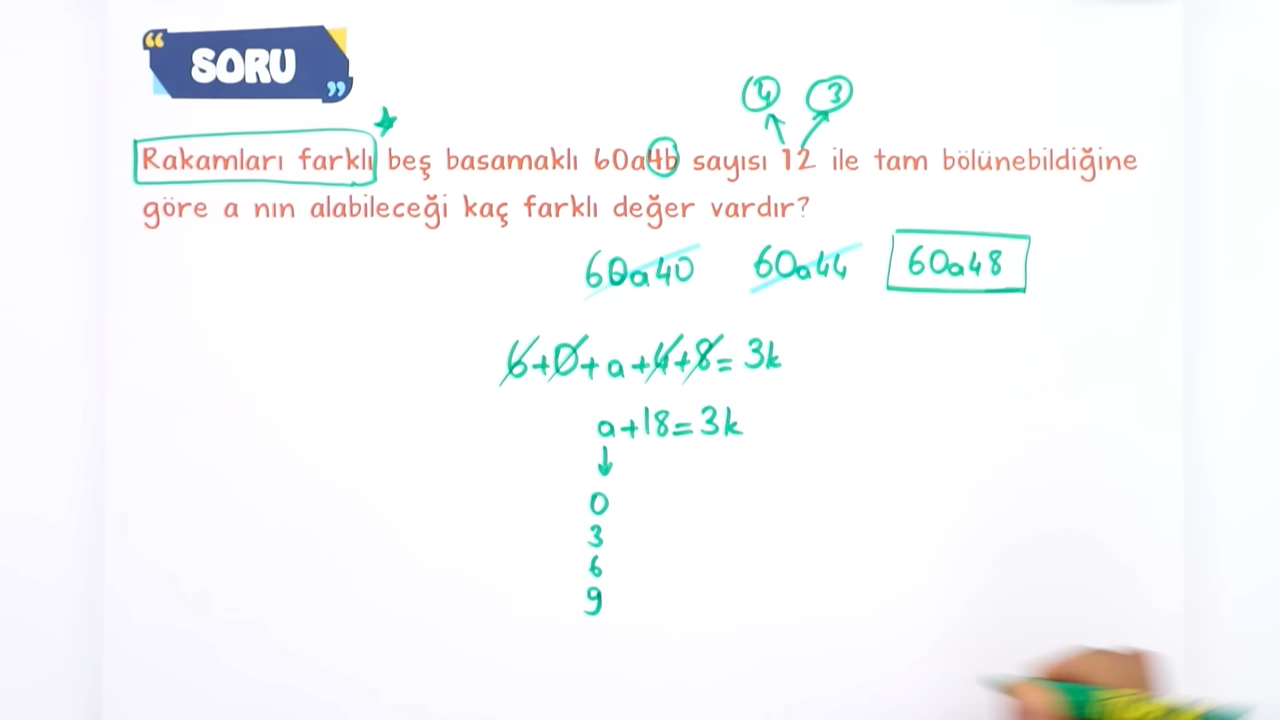 “ SORU ”
4 3
Rakamları farklı beş basamaklı 60a4b sayısı 12 ile tam bölünebildiğine
göre a nın alabileceği kaç farklı değer vardır?
60a40 60a44 60a48
6+0+a+4+8=3k
a+18=3k
0
3
6
9